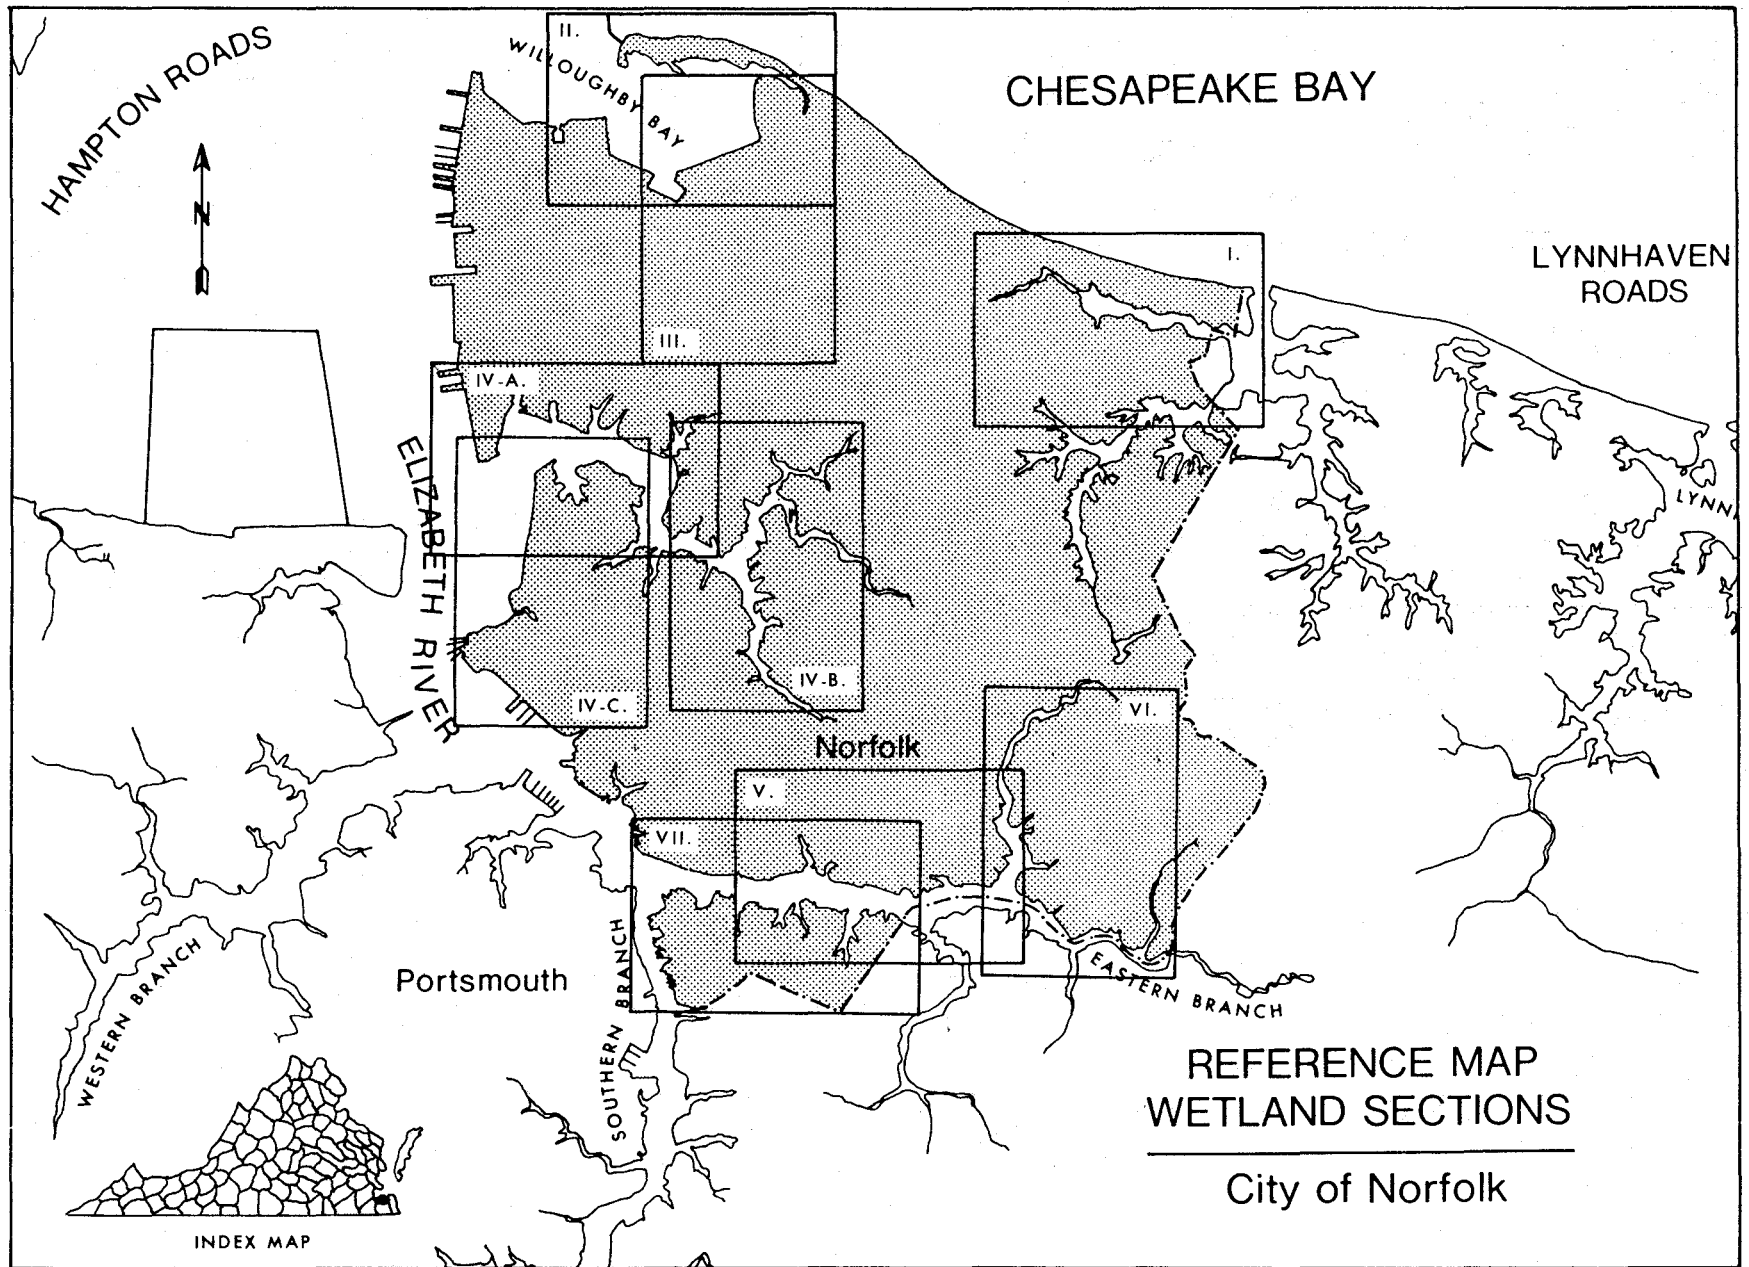 HAMPTON ROADS
II.
WILLOUGHBY BAY
CHESAPEAKE BAY
N
I.
LYNNHAVEN
ROADS
III.
IV-A.
ELIZABETH RIVER
LYNN
IV-B.
IV-C.
VI.
Norfolk
V.
VII.
WESTERN BRANCH
Portsmouth
SOUTHERN BRANCH
EASTERN BRANCH
REFERENCE MAP
WETLAND SECTIONS
City of Norfolk
INDEX MAP